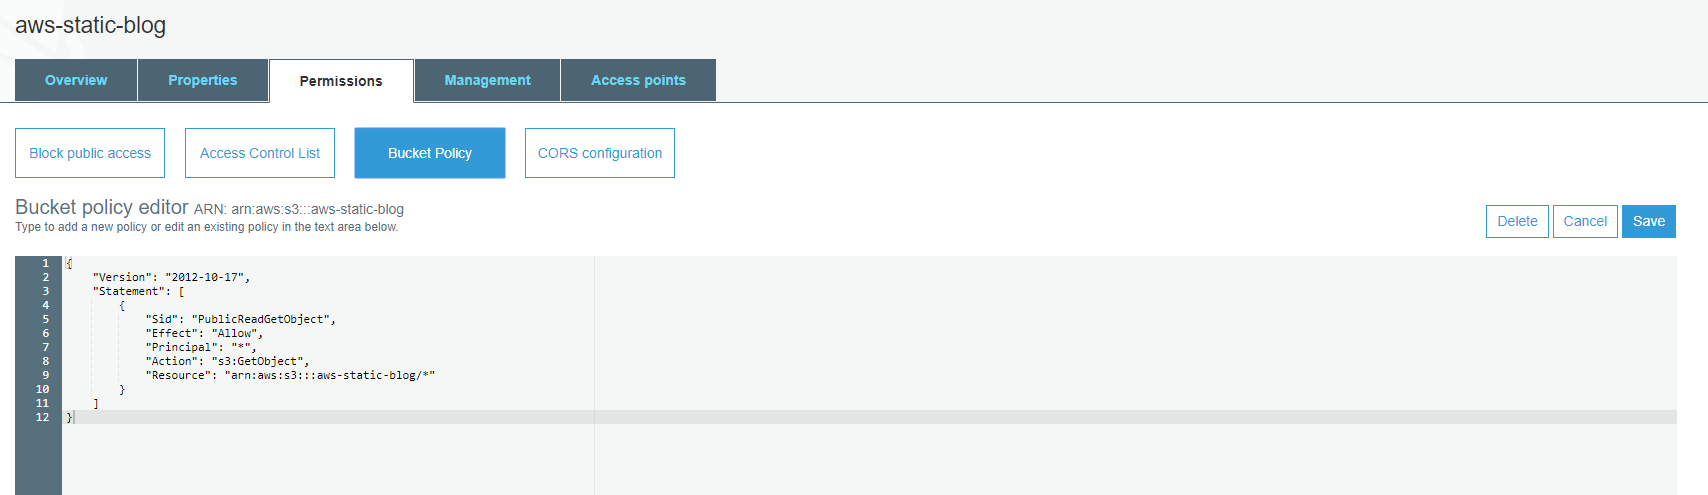 aws-static-blog
Overview Properties Permissions Management Access points
Block public access Access Control List Bucket Policy CORS configuration
Bucket policy editor ARN: arn:aws:s3:::aws-static-blog
Type to add a new policy or edit an existing policy in the text area below.
Delete Cancel Save
1 {
2 "Version": "2012-10-17",
3 "Statement": [
4 {
5 "Sid": "PublicReadGetObject",
6 "Effect": "Allow",
7 "Principal": "*",
8 "Action": "s3:GetObject",
9 "Resource": "arn:aws:s3:::aws-static-blog/*"
10 }
11 ]
12 }